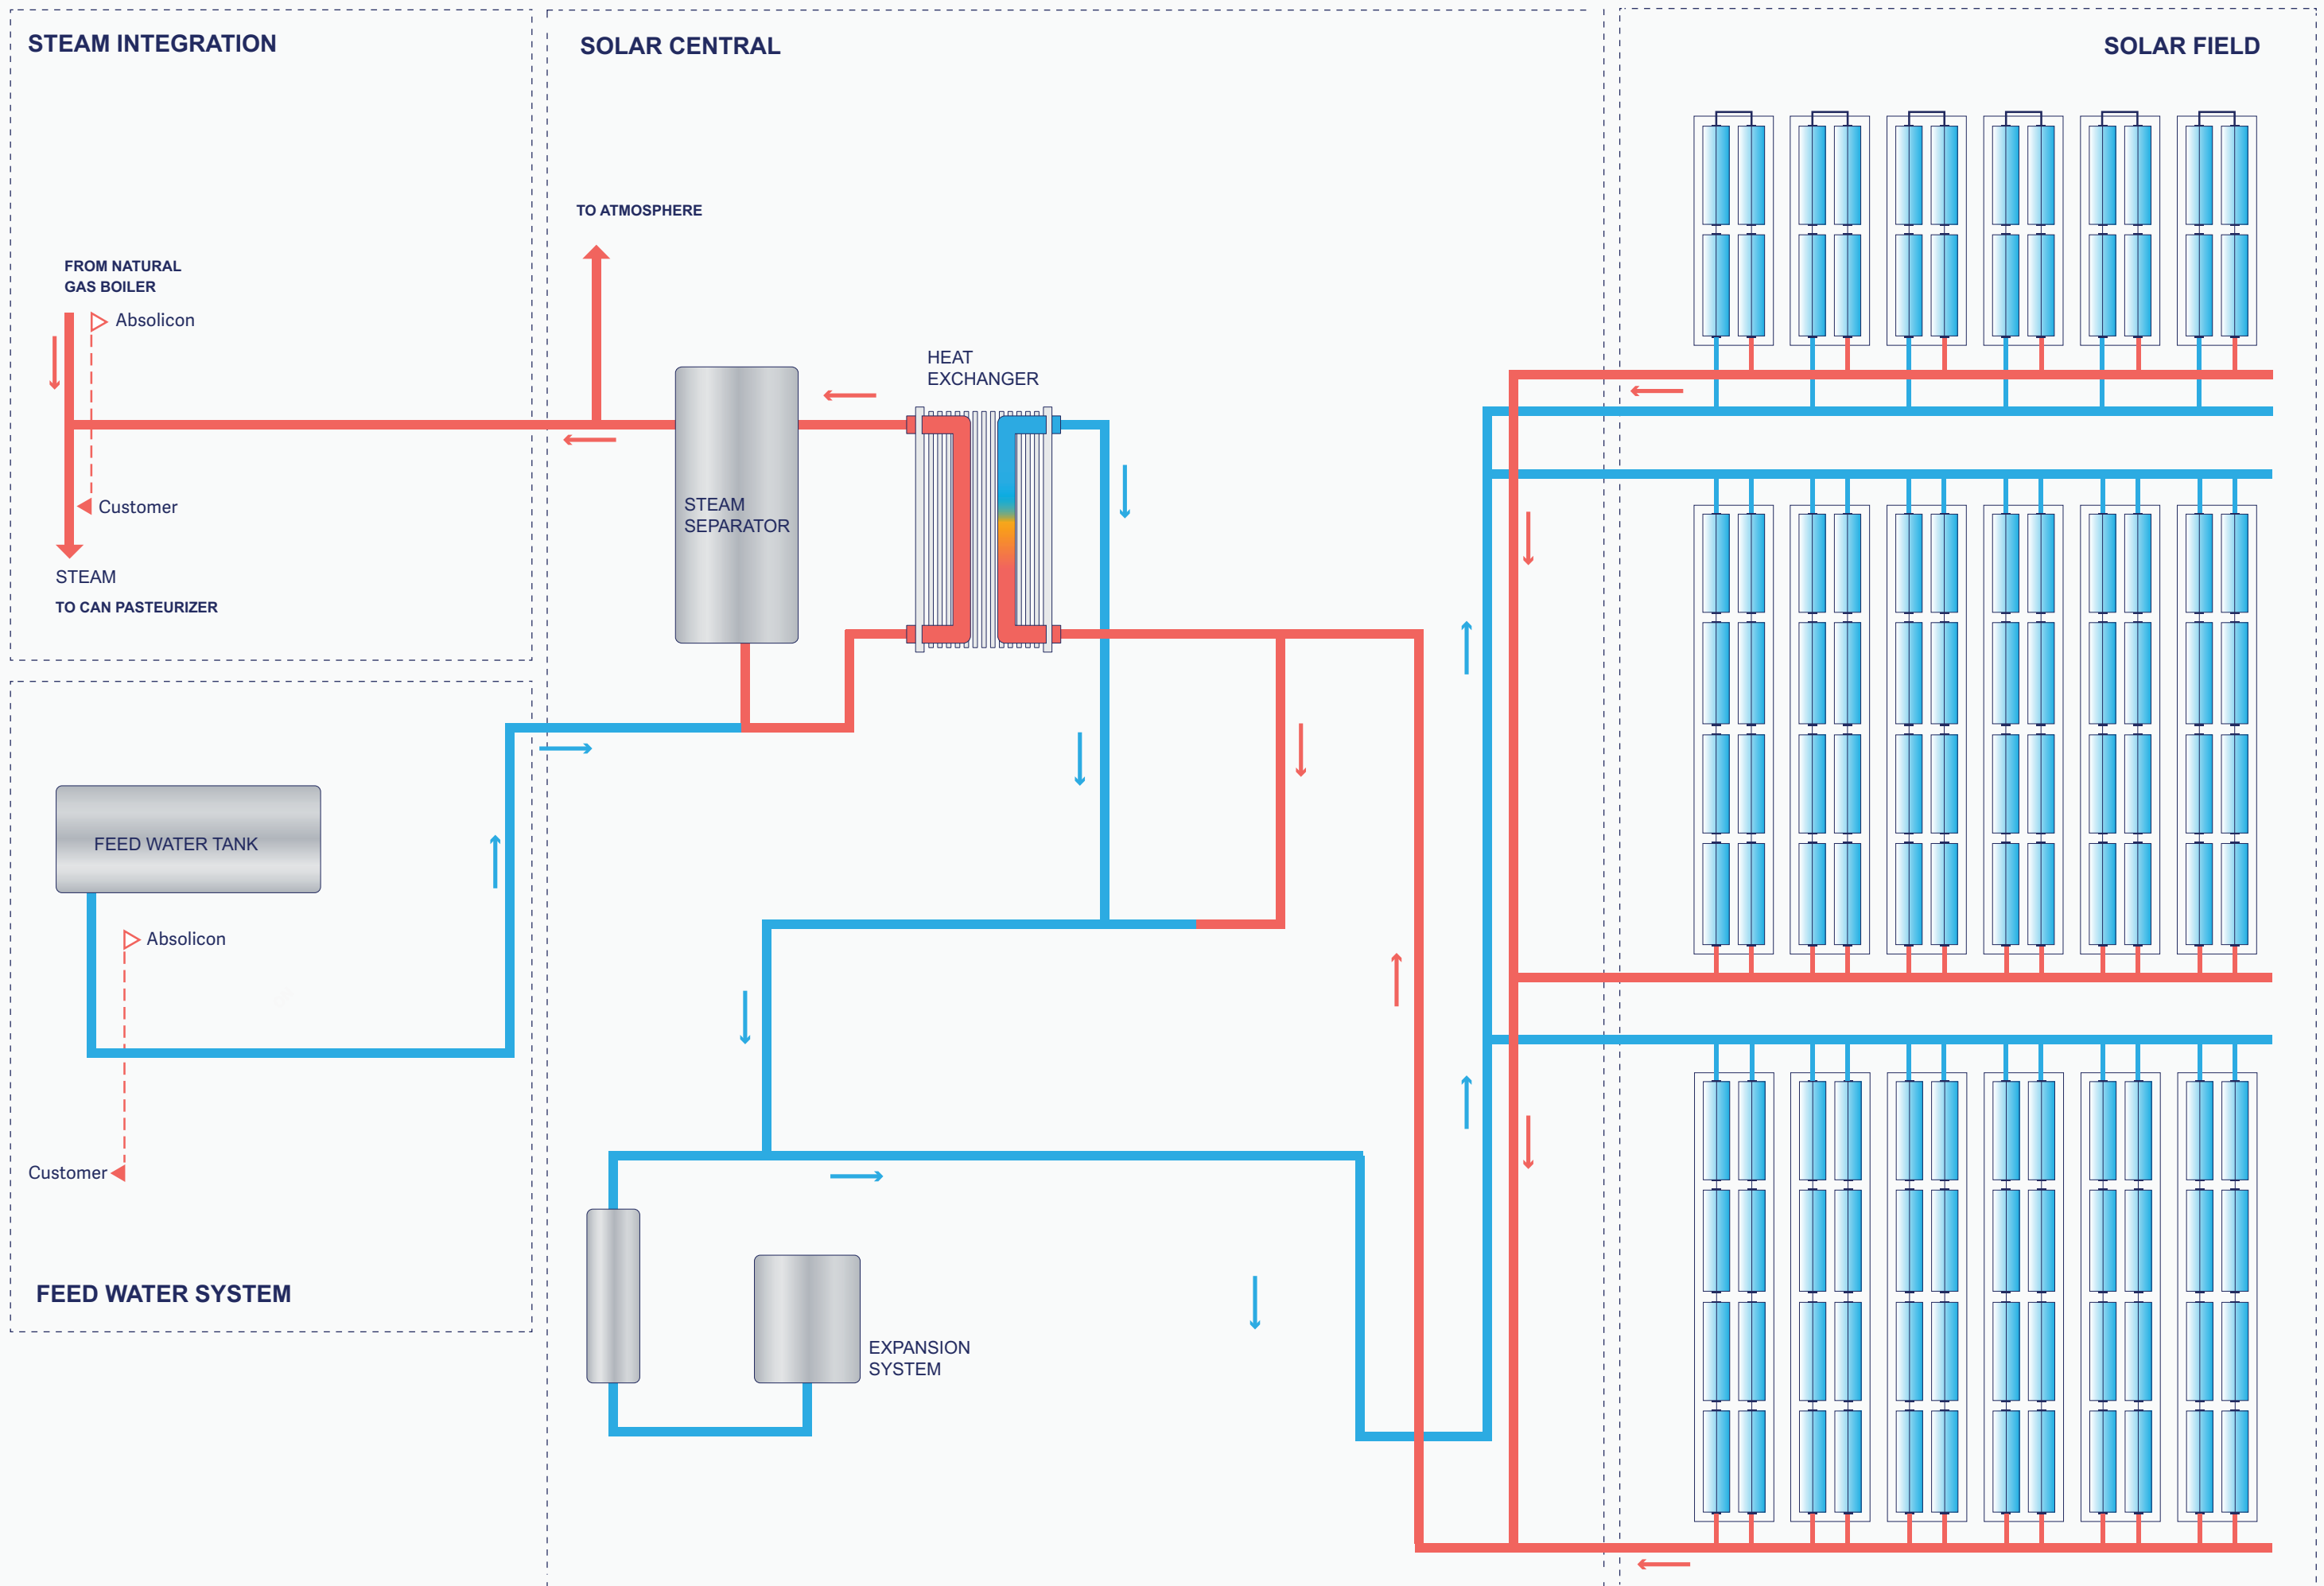 STEAM INTEGRATION
SOLAR CENTRAL
SOLAR FIELD
TO ATMOSPHERE
FROM NATURAL
GAS BOILER
Absolicon
HEAT
EXCHANGER
STEAM
SEPARATOR
Customer
STEAM
TO CAN PASTEURIZER
FEED WATER TANK
Absolicon
Customer
FEED WATER SYSTEM
EXPANSION
SYSTEM